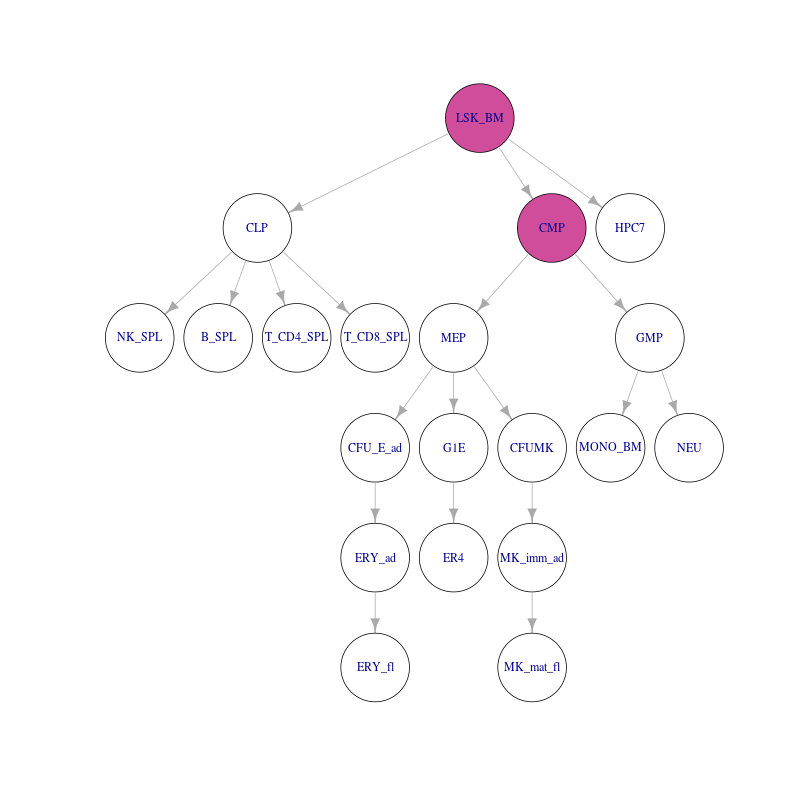 LSK_BM
CLP
CMP
HPC7
NK_SPL
B_SPL
T_CD4_SPL
T_CD8_SPL
MEP
GMP
CFU_E_ad
G1E
CFUMK
MONO_BM
NEU
ERY_ad
ER4
MK_imm_ad
ERY_fl
MK_mat_fl